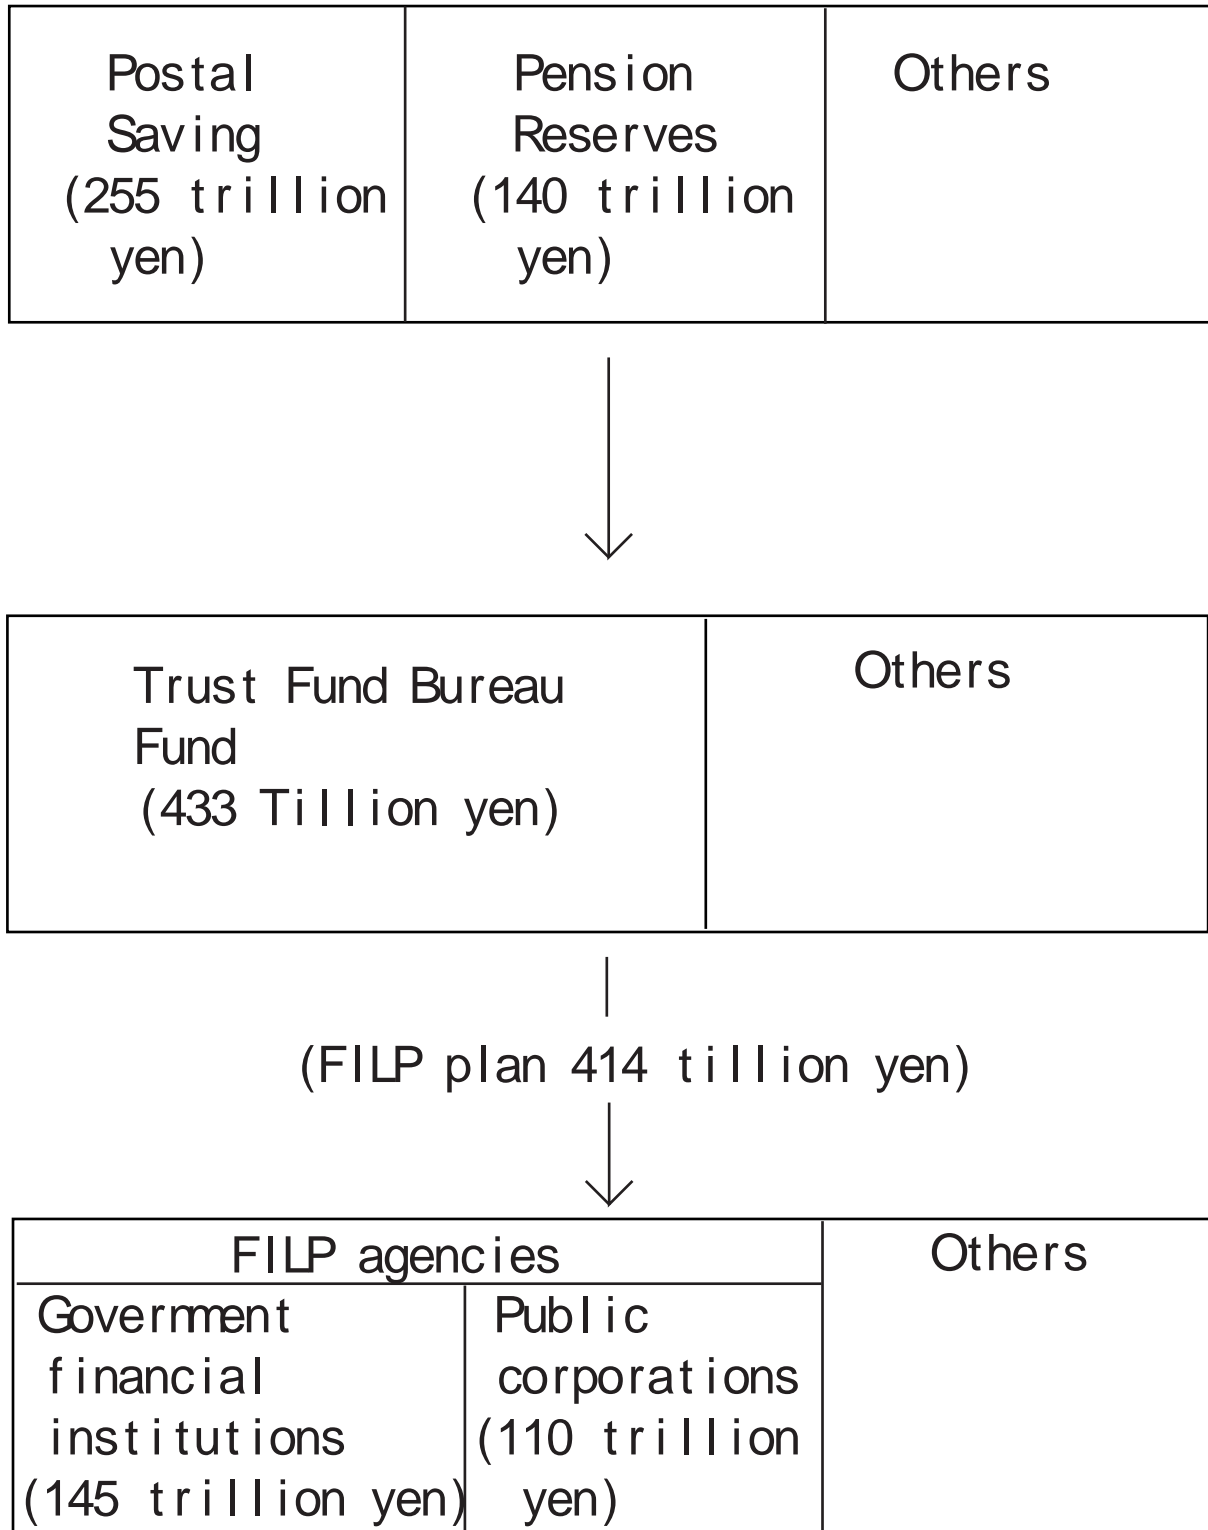 Postal
Saving
(255 trillion
yen)
Pension
Reserves
(140 trillion
yen)
Others
Trust Fund Bureau
Fund
(433 Tillion yen)
Others
(FILP plan 414 tillion yen)
FILP agencies
Others
Government
financial
institutions
(145 trillion yen)
Public
corporations
(110 trillion
yen)